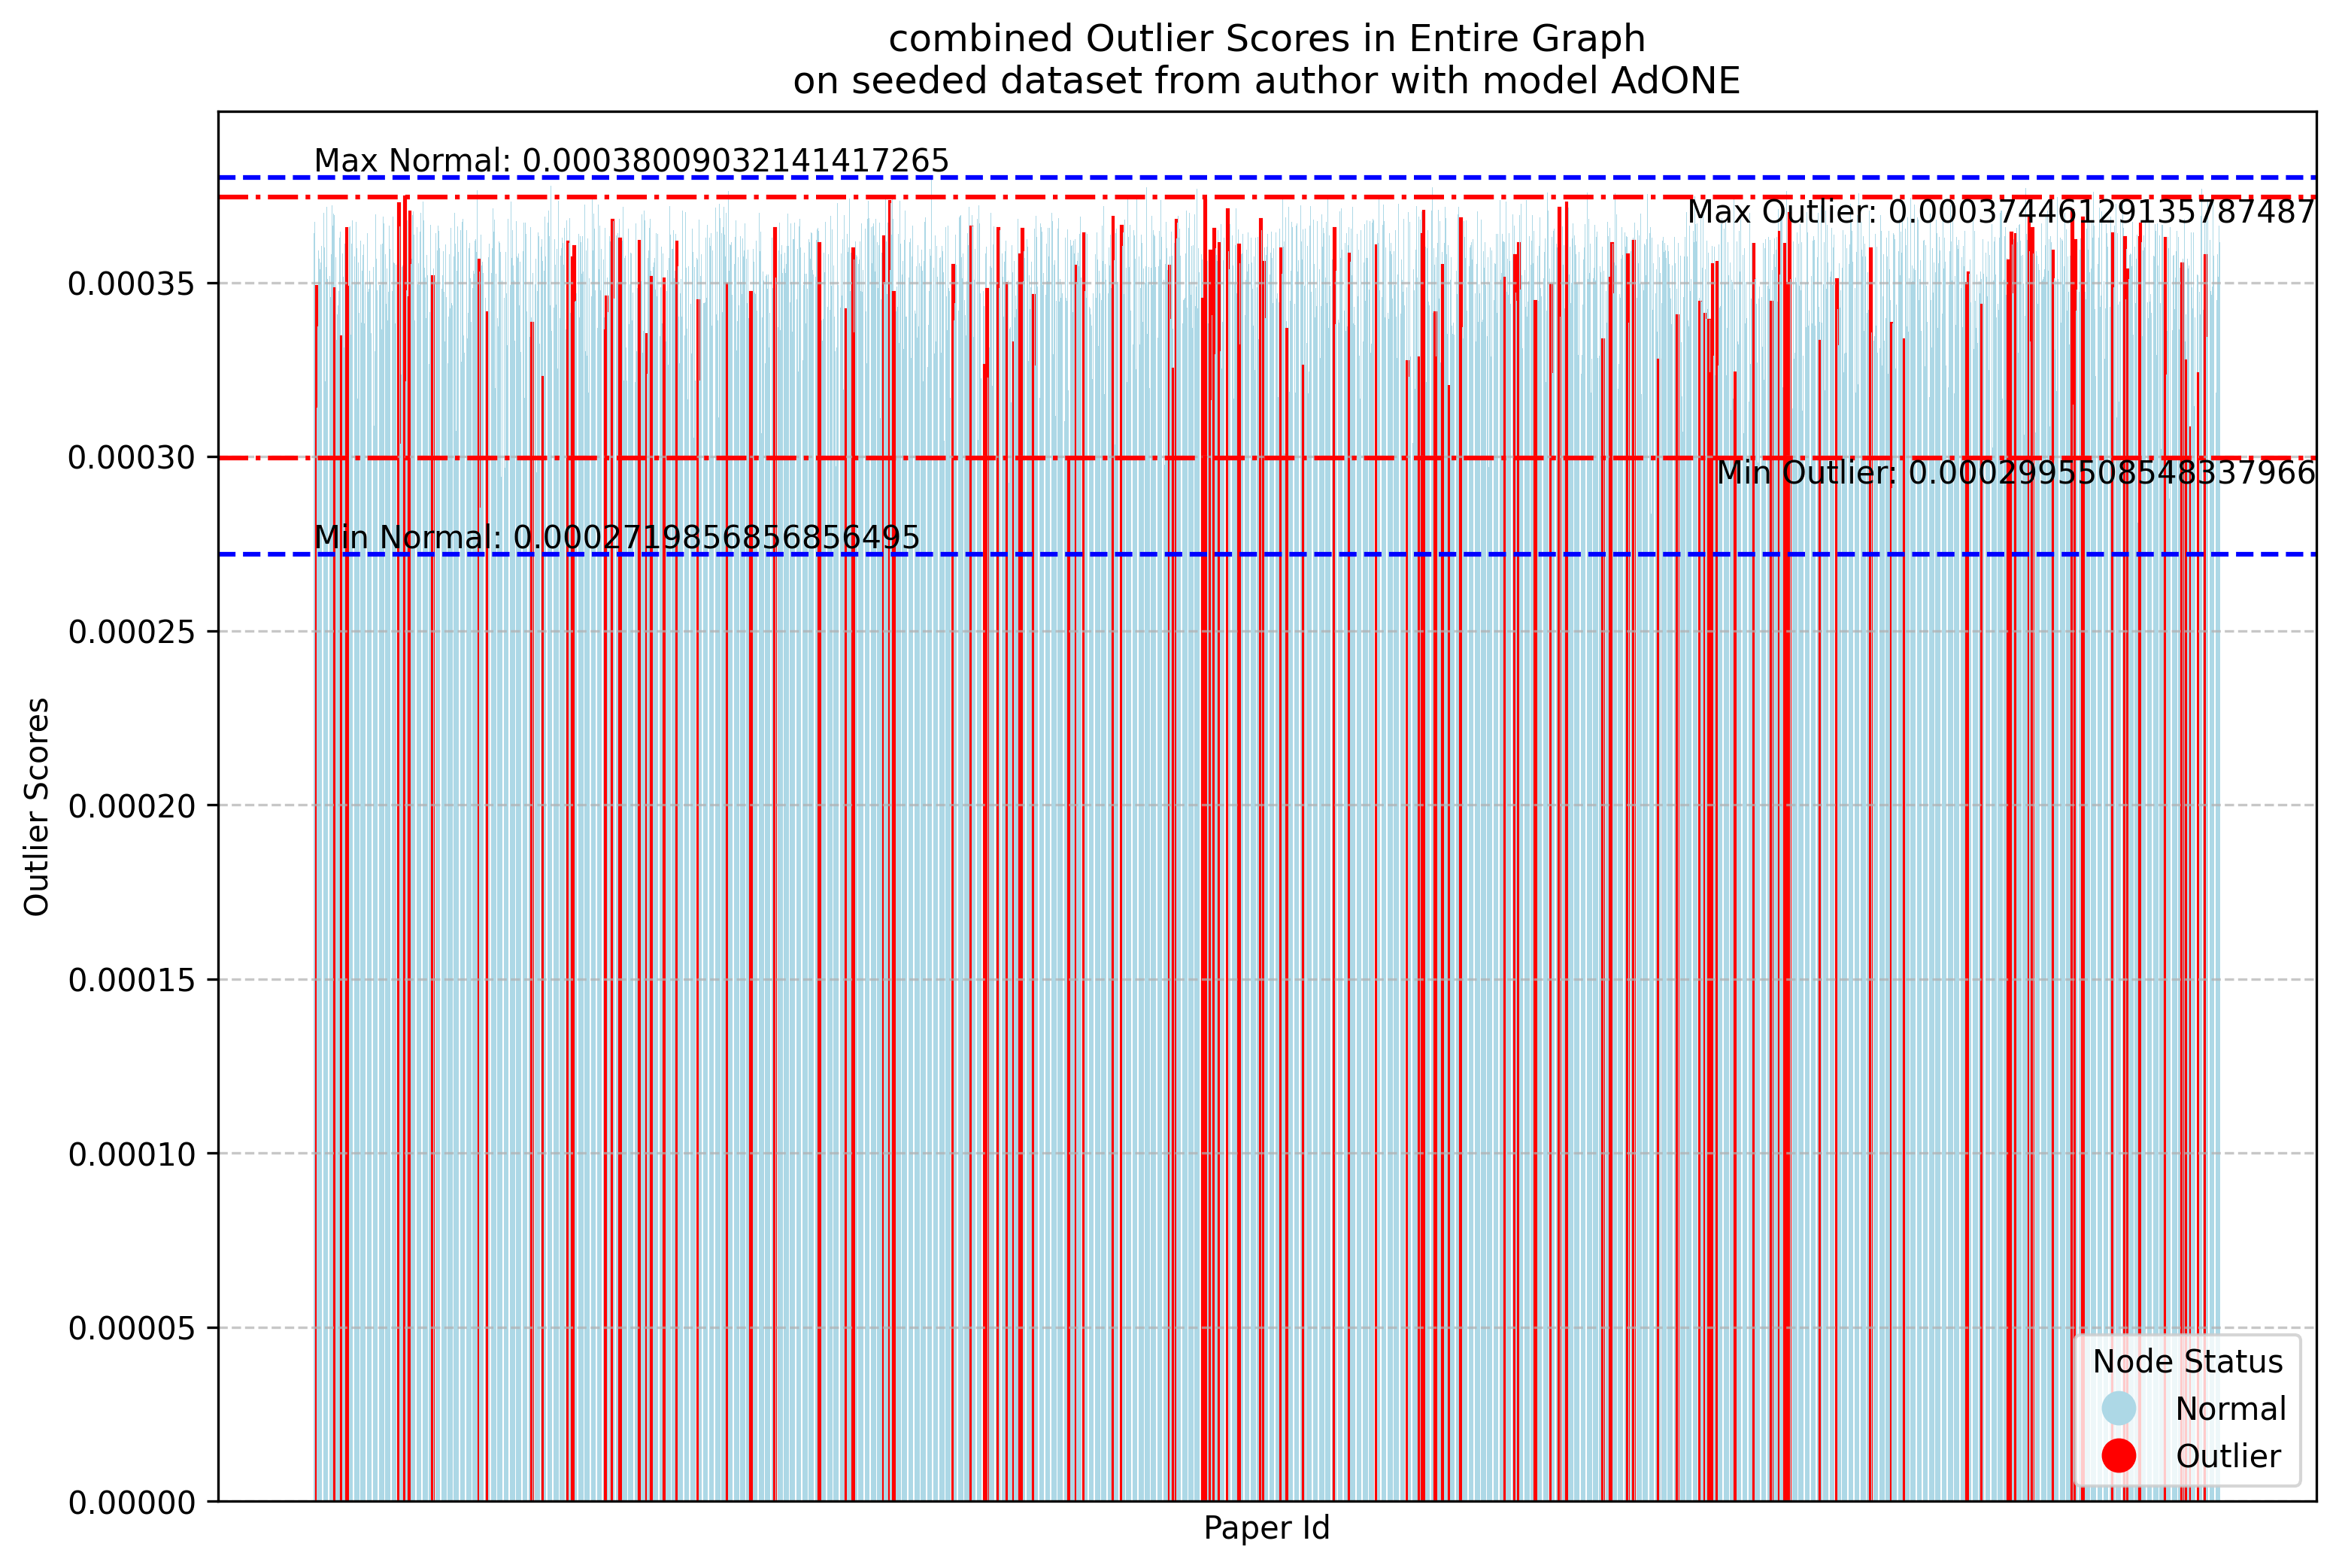 combined Outlier Scores in Entire Graph
on seeded dataset from author with model AdONE
Max Normal: 0.00038009032141417265
Max Outlier: 0.00037446129135787487
0.00035
0.00030
Min Outlier: 0.0002995508548337966
Min Normal: 0.0002719856856856495
0.00025
0.00020
0.00015
0.00010
0.00005
0.00000
Outlier Scores
Paper Id
Node Status
Normal
Outlier